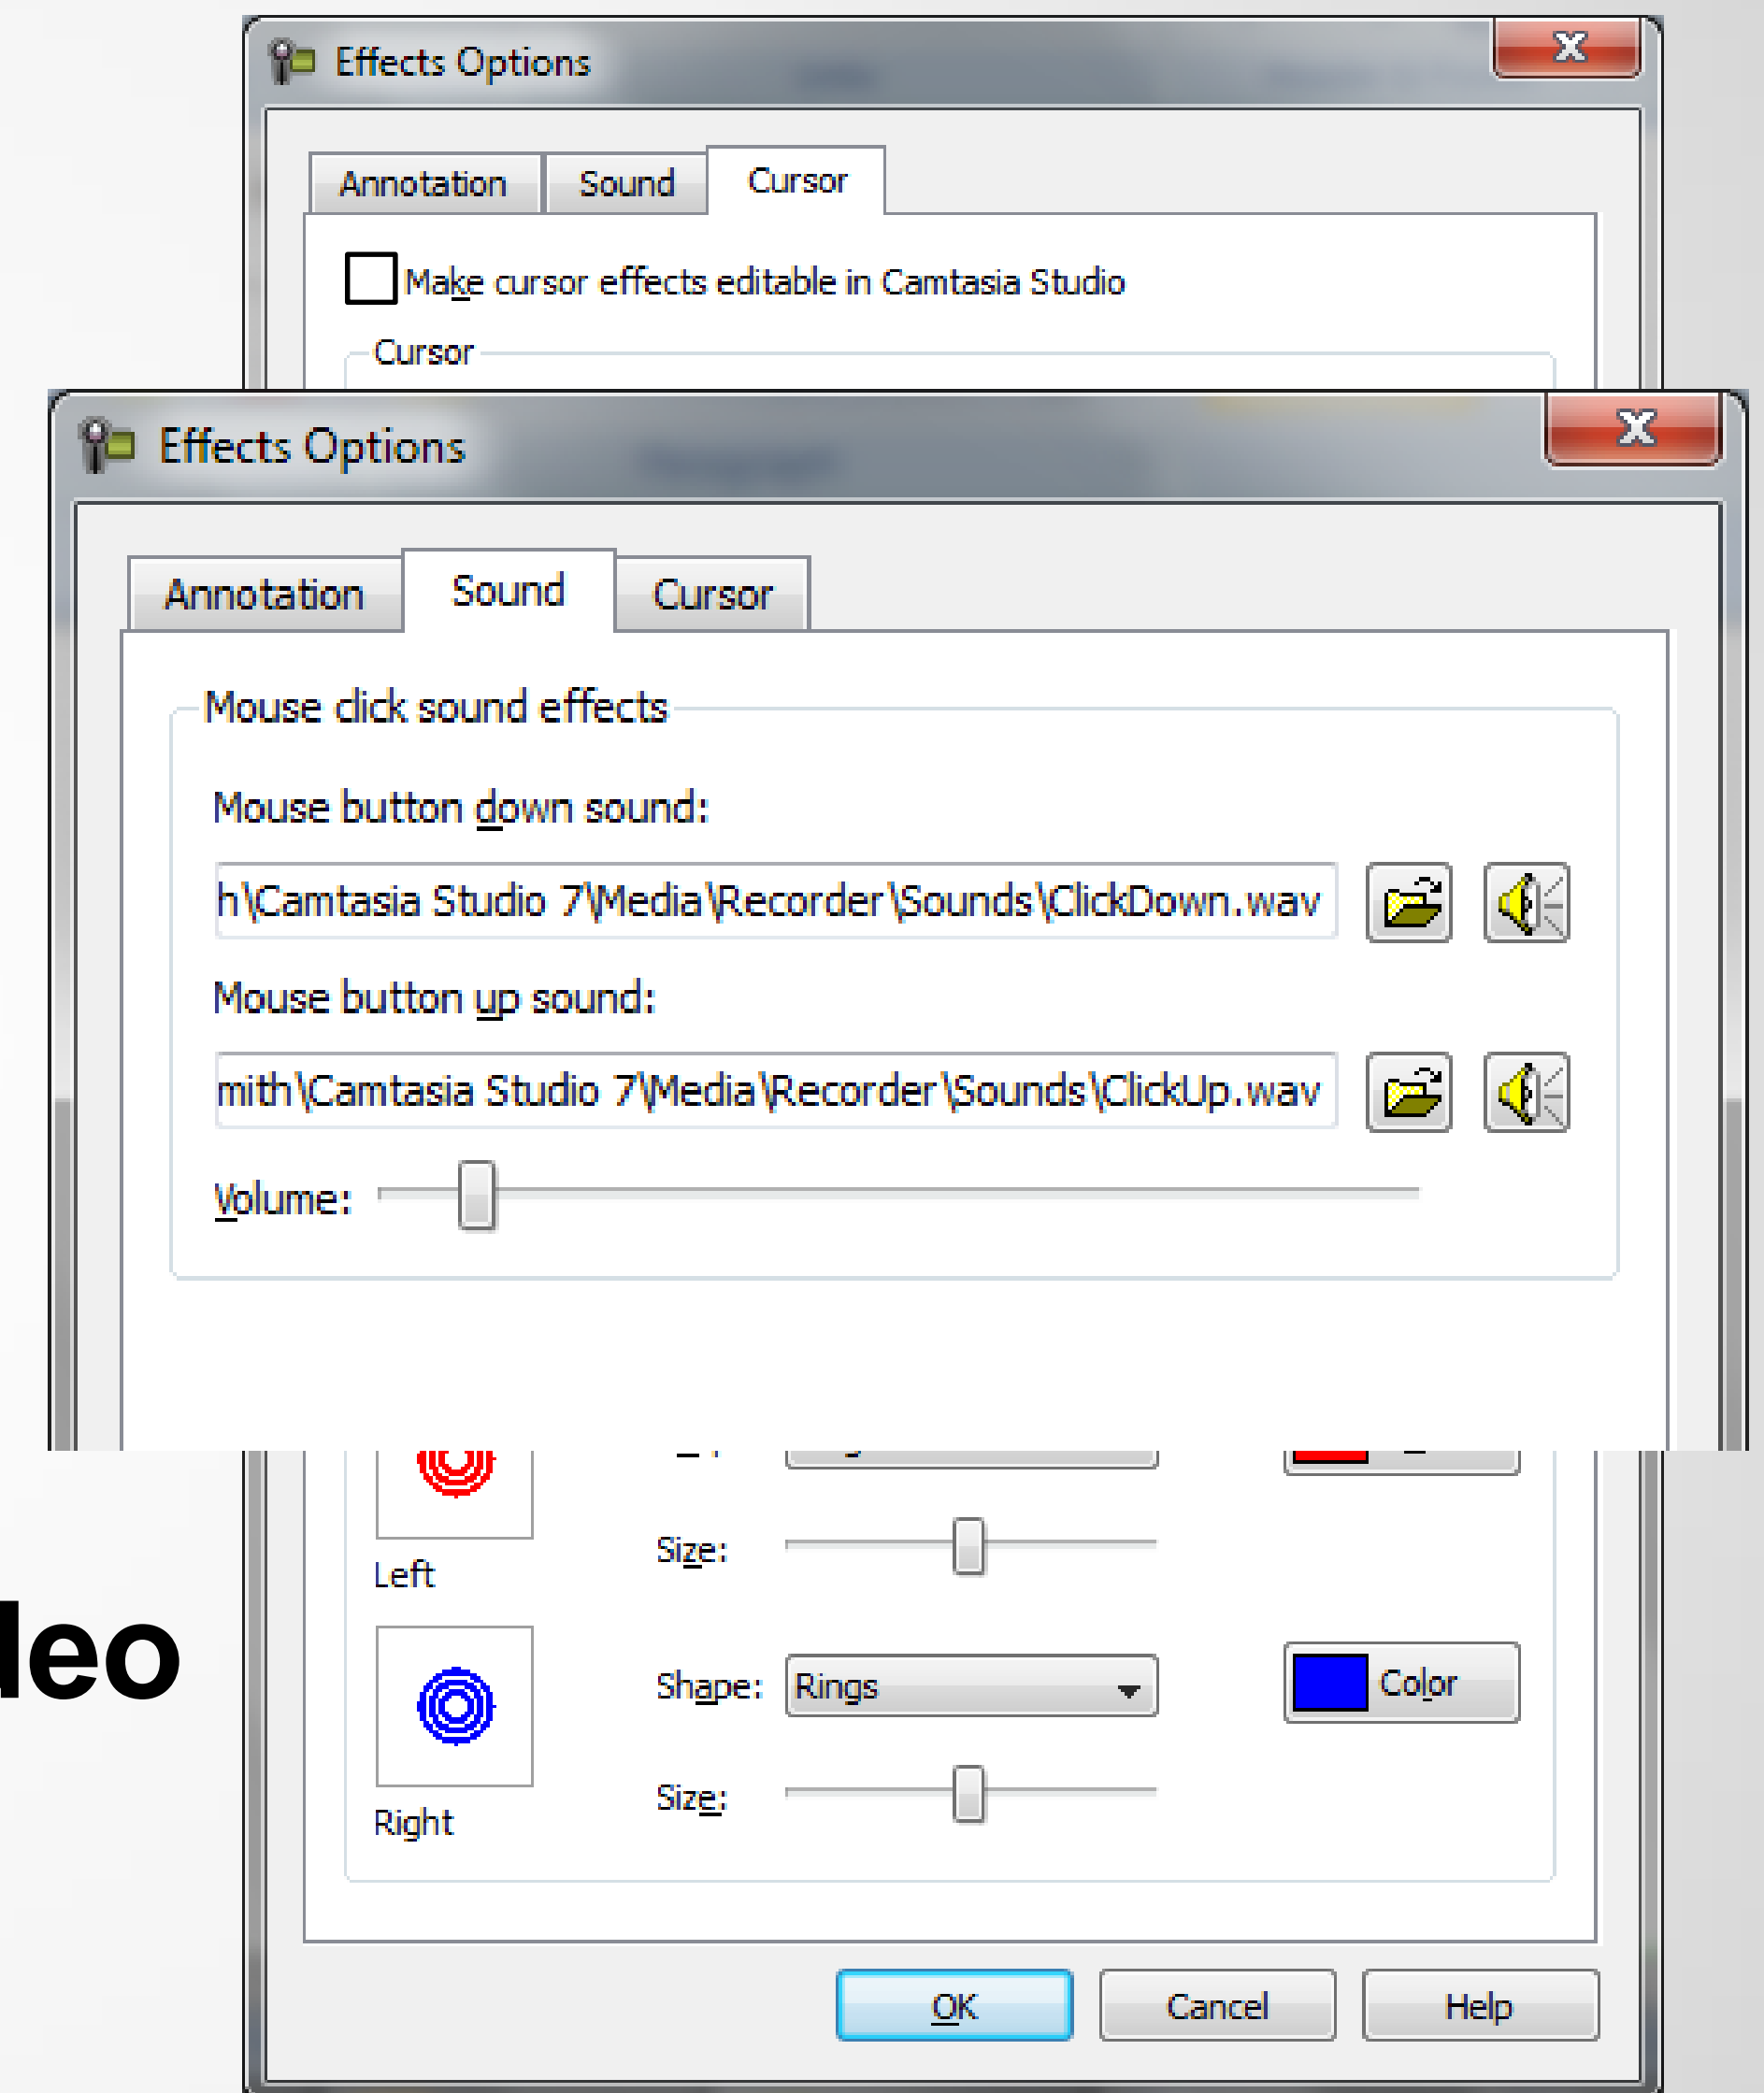 Effects Options
Annotation Sound Cursor
Make cursor effects editable in Camtasia Studio
Cursor
Effects Options
Annotation Sound Cursor
Mouse click sound effects
Mouse button down sound:
h\Camtasia Studio 7\Media\Recorder\Sounds\ClickDown.wav
Mouse button up sound:
mith\Camtasia Studio 7\Media\Recorder\Sounds\ClickUp.wav
Volume:
Size:
Left
deo
Shape: Rings Color
Size:
Right
OK Cancel Help